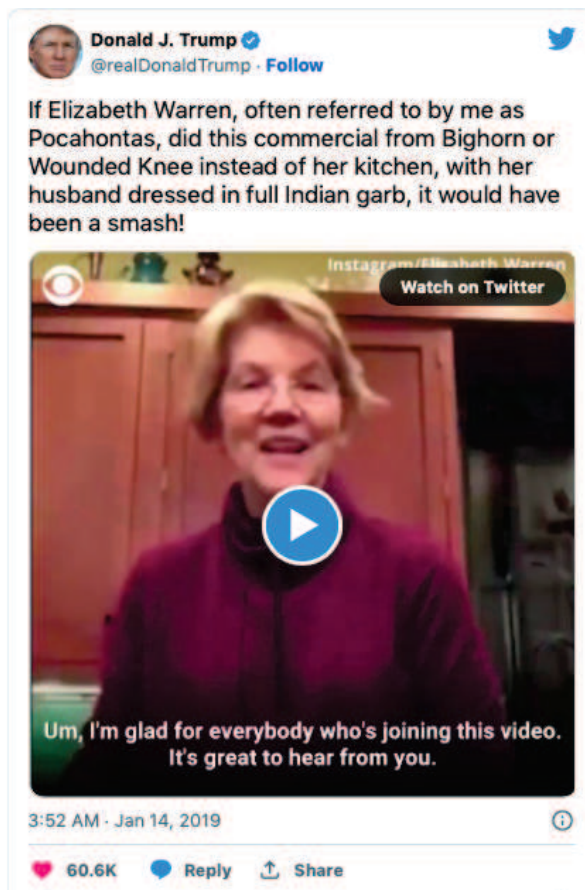 Donald J. Trump
@realDonaldTrump · Follow
If Elizabeth Warren, often referred to by me as
Pocahontas, did this commercial from Bighorn or
Wounded Knee instead of her kitchen, with her
husband dressed in full Indian garb, it would have
been a smash!
Instagram/Elisabeth Warren
Watch on Twitter
Um, I'm glad for everybody who's joining this video.
It's great to hear from you.
3:52 AM · Jan 14, 2019
60.6K Reply Share